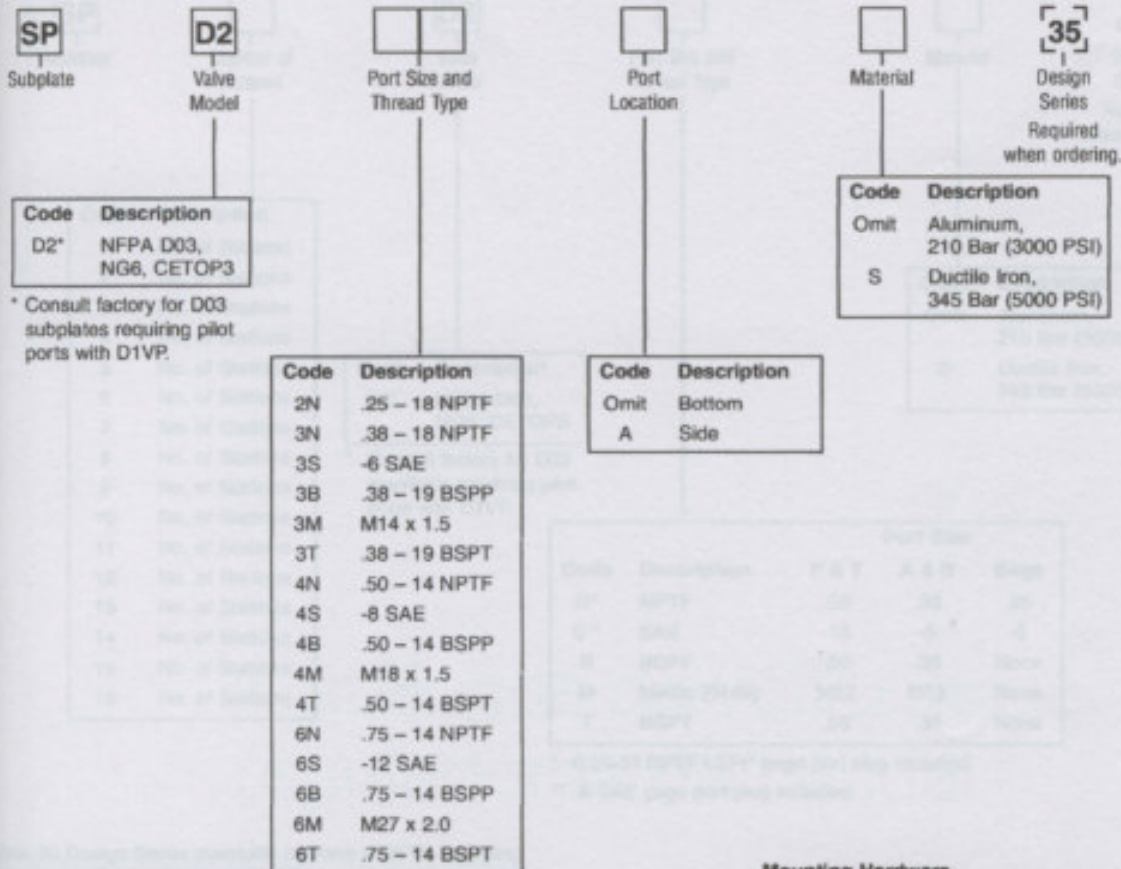 SP D2 35
Subplate Valve Model Port Size and Thread Type Port Location Material Design Series
Required when ordering.
Code Description
D2* NFPA D03, NG6, CETOP3
* Consult factory for D03
subplates requiring pilot
ports with D1VP.
Code Description
2N .25 – 18 NPTF
3N .38 – 18 NPTF
3S -6 SAE
3B .38 – 19 BSPP
3M M14 x 1.5
3T .38 – 19 BSPT
4N .50 – 14 NPTF
4S -8 SAE
4B .50 – 14 BSPP
4M M18 x 1.5
4T .50 – 14 BSPT
6N .75 – 14 NPTF
6S -12 SAE
6B .75 – 14 BSPP
6M M27 x 2.0
6T .75 – 14 BSPT
Code Description
Omit Bottom
A Side
Code Description
Omit Aluminum,
210 Bar (3000 PSI)
S Ductile Iron,
345 Bar (5000 PSI)
Mounting Hardware